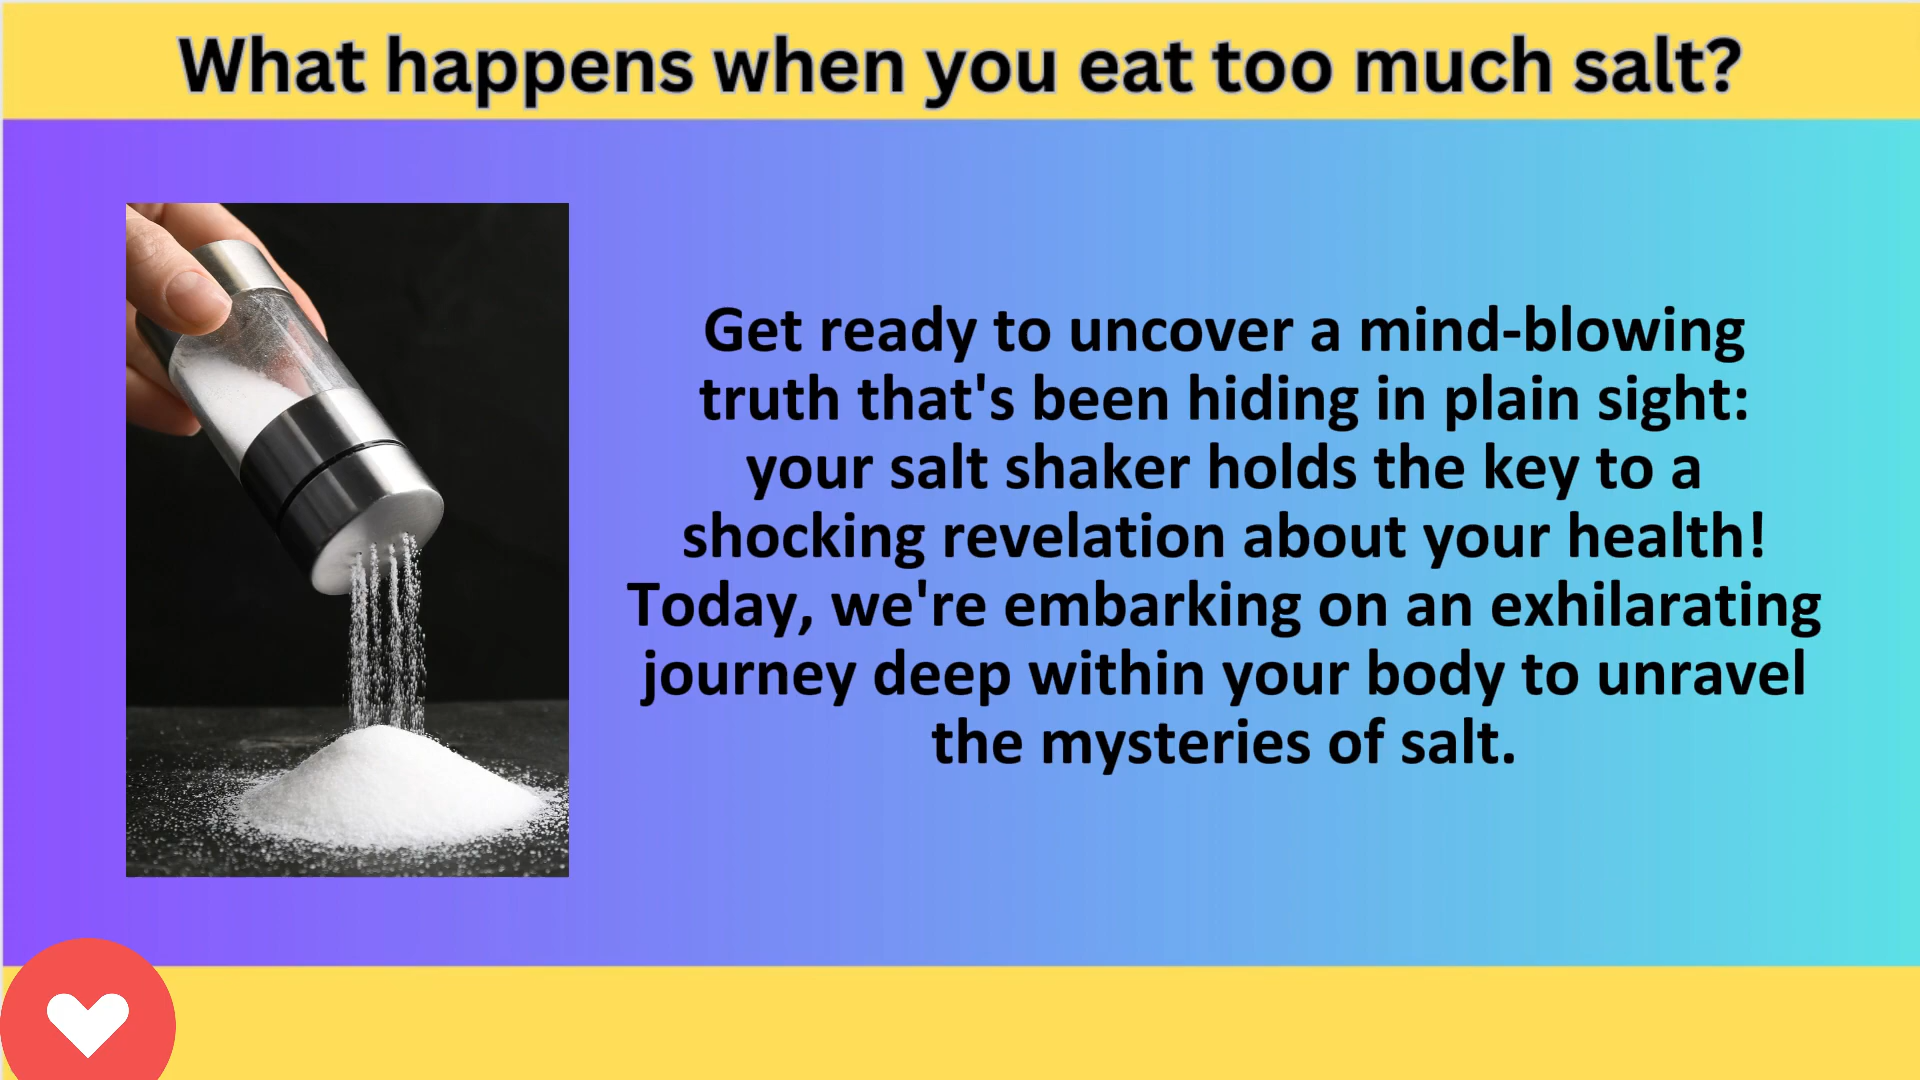 What happens when you eat too much salt?
Get ready to uncover a mind-blowing
truth that's been hiding in plain sight:
your salt shaker holds the key to a
shocking revelation about your health!
Today, we're embarking on an exhilarating
journey deep within your body to unravel
the mysteries of salt.